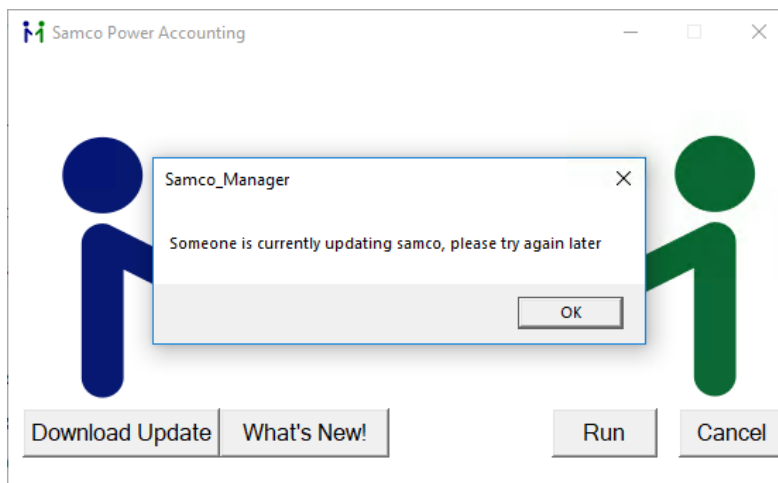 Samco Power Accounting
Samco_Manager
Someone is currently updating samco, please try again later
OK
Download Update What's New! Run Cancel